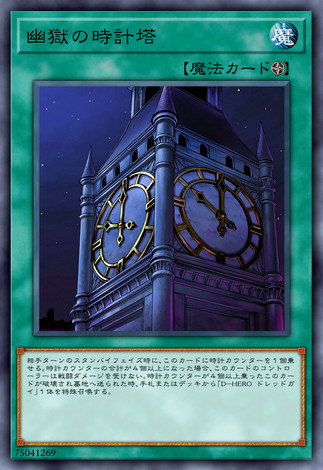 幽獄の時計塔
魔
【魔法カード】
相手ターンのスタンバイフェイズ時に、このカードに時計カウンターを1個乗
せる。時計カウンターの合計が4個以上になった場合、このカードのコントロ
ーラーは戦闘ダメージを受けない。時計カウンターが4個以上乗ったこのカー
ドが破壊され墓地へ送られた時、手札またはデッキから「D-HERO ドレッドガ
イ」1体を特殊召喚する。
75041269